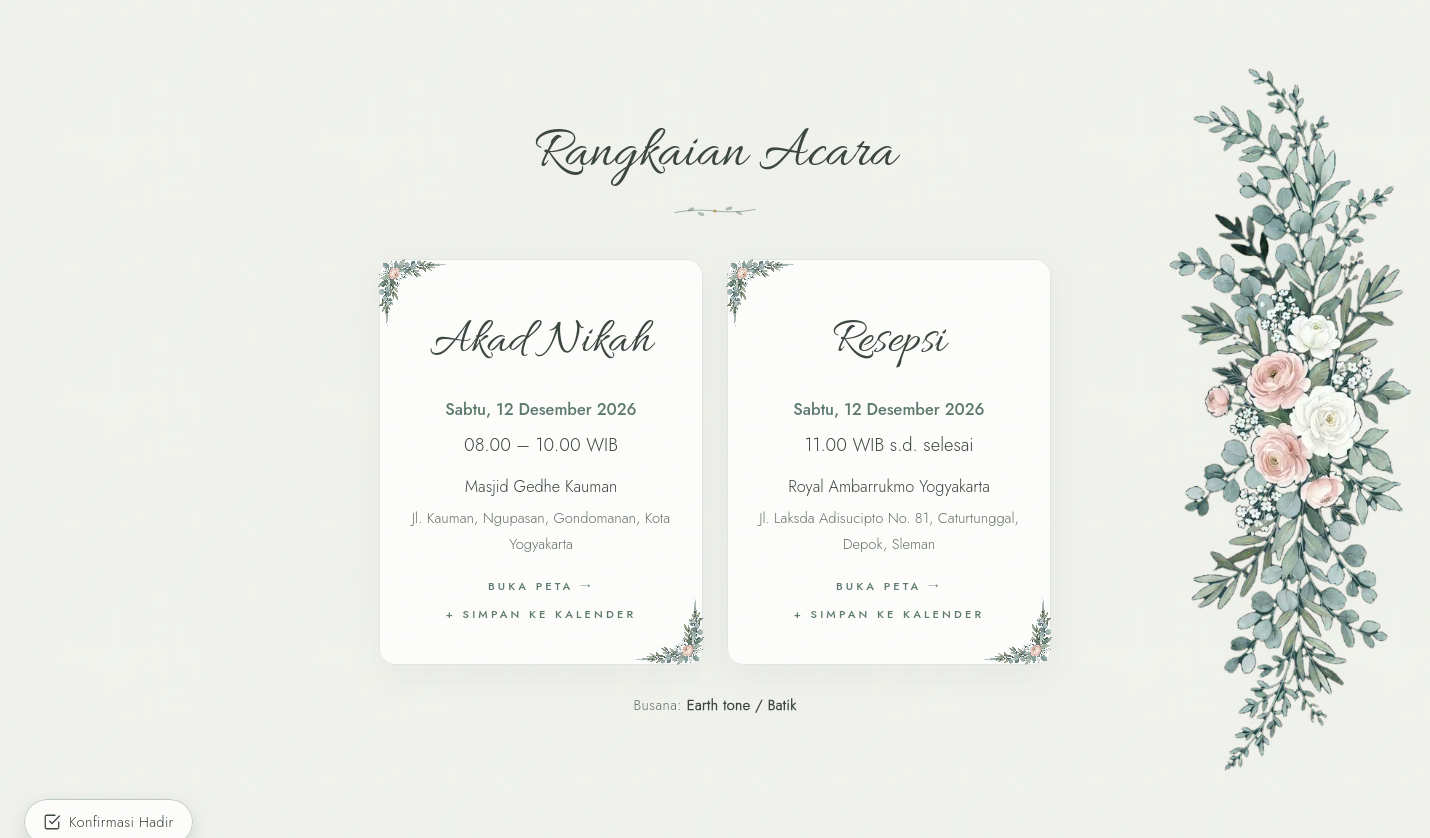 Rangkaian Acara
Akad Nikah
Sabtu, 12 Desember 2026
08.00 – 10.00 WIB
Masjid Gedhe Kauman
Jl. Kauman, Ngupasan, Gondomanan, Kota
Yogyakarta
BUKA PETA →
+ SIMPAN KE KALENDER
Resepsi
Sabtu, 12 Desember 2026
11.00 WIB s.d. selesai
Royal Ambarrukmo Yogyakarta
Jl. Laksda Adisucipto No. 81, Caturtunggal,
Depok, Sleman
BUKA PETA →
+ SIMPAN KE KALENDER
Busana: Earth tone / Batik
Konfirmasi Hadir